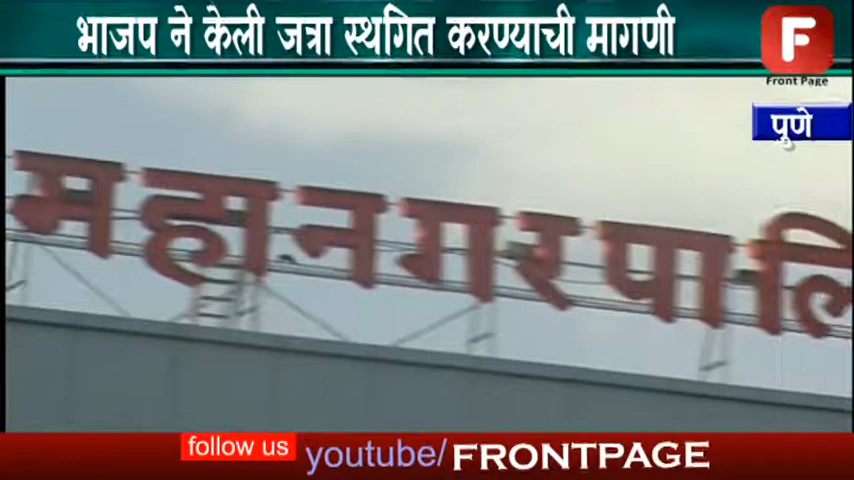 भाजप ने केली जत्रा स्थगित करण्याची मागणी
F
Front Page
पुणे
महानगरपालि
follow us
youtube/FRONTPAGE